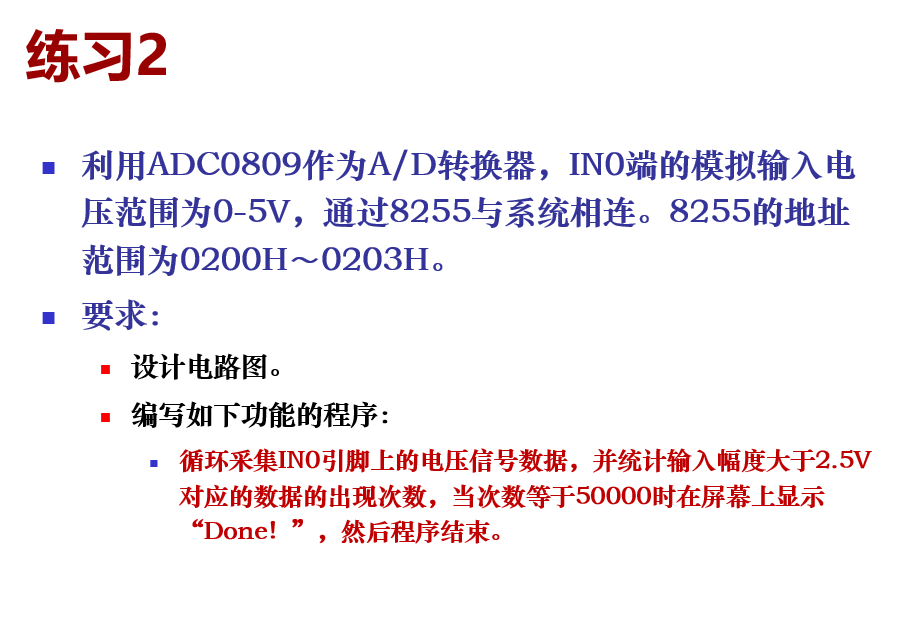 练习2
利用ADC0809作为A/D转换器，IN0端的模拟输入电
压范围为0-5V，通过8255与系统相连。8255的地址
范围为0200H～0203H。
要求：
设计电路图。
编写如下功能的程序：
循环采集IN0引脚上的电压信号数据，并统计输入幅度大于2.5V
对应的数据的出现次数，当次数等于50000时在屏幕上显示
“Done！”，然后程序结束。